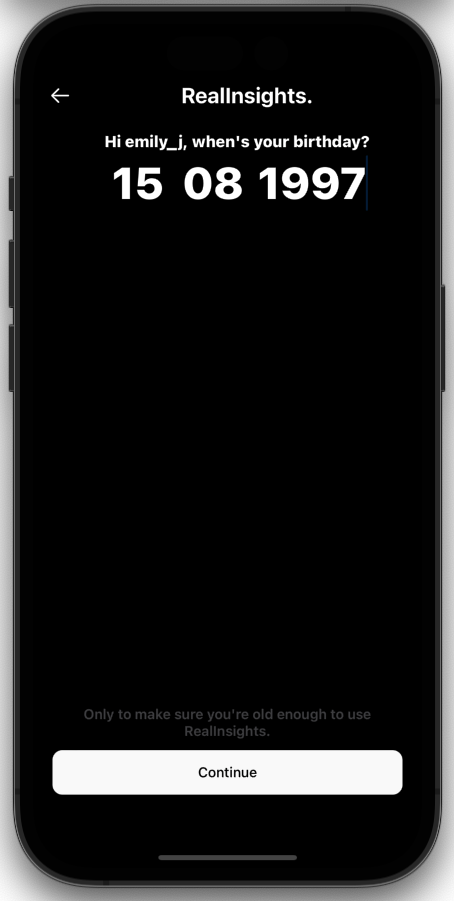 RealInsights.
Hi emily_j, when's your birthday?
15 08 1997
Only to make sure you're old enough to use
RealInsights.
Continue